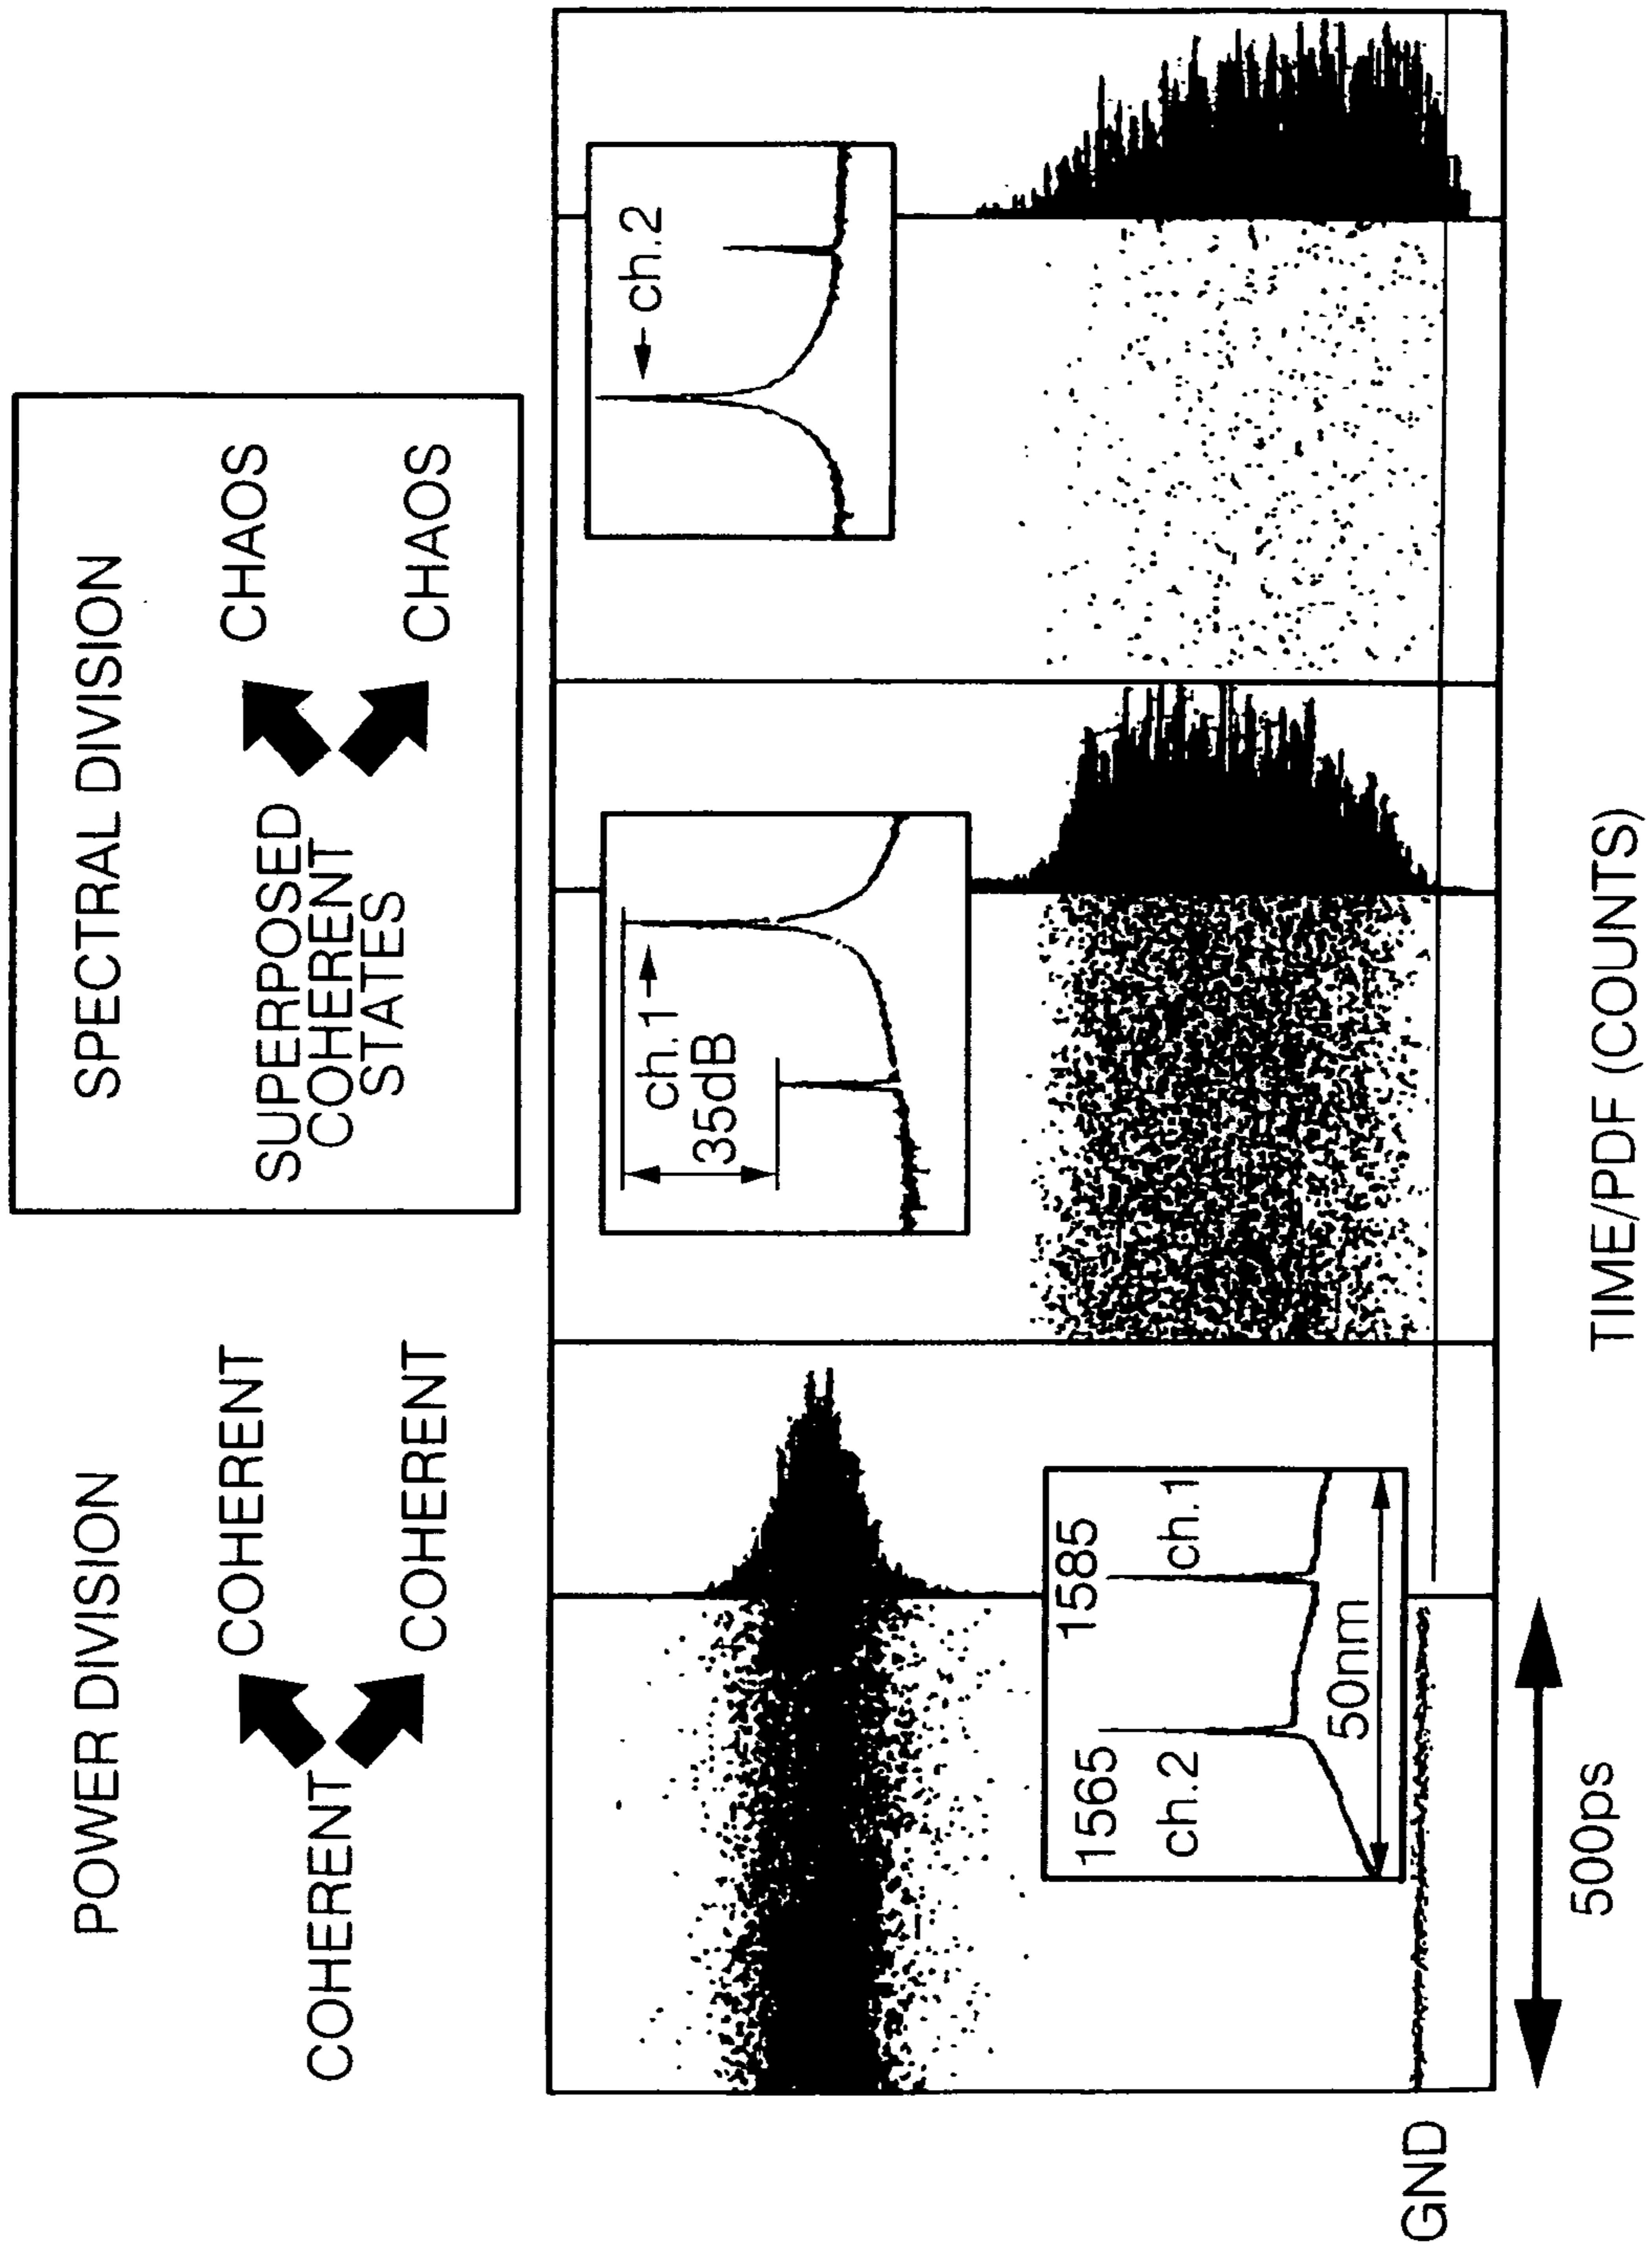 POWER DIVISION
COHERENT
COHERENT
COHERENT
SPECTRAL DIVISION
SUPERPOSED
COHERENT
STATES
CHAOS
CHAOS
1565
ch.2
1585
ch.1
50nm
ch.1
35dB
ch.2
GND
500ps
TIME/PDF (COUNTS)